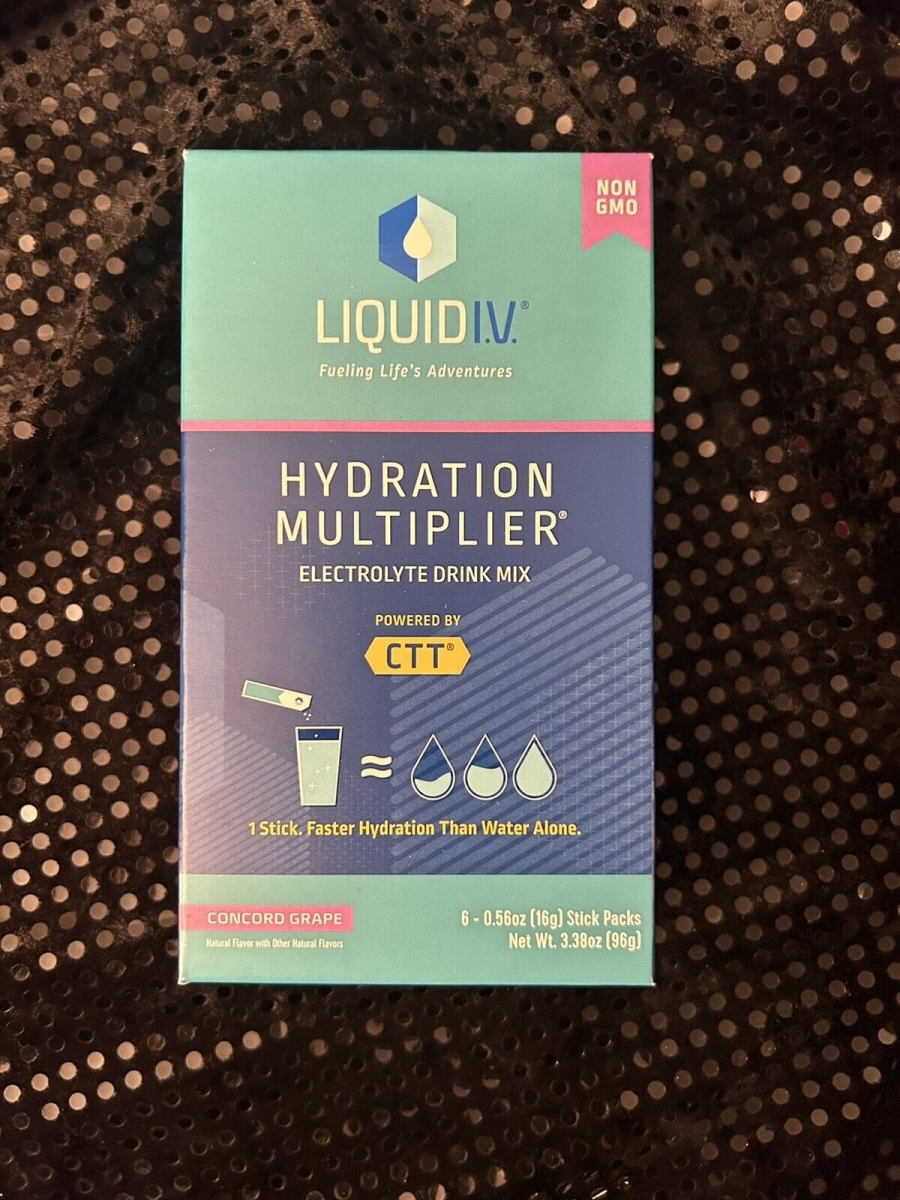 NON
GMO
LIQUID I.V.®
Fueling Life's Adventures
HYDRATION
MULTIPLIER®
ELECTROLYTE DRINK MIX
POWERED BY
CTT®
1 Stick. Faster Hydration Than Water Alone.
CONCORD GRAPE
Natural Flavor with Other Natural Flavors
6 - 0.56oz (16g) Stick Packs
Net Wt. 3.38oz (96g)